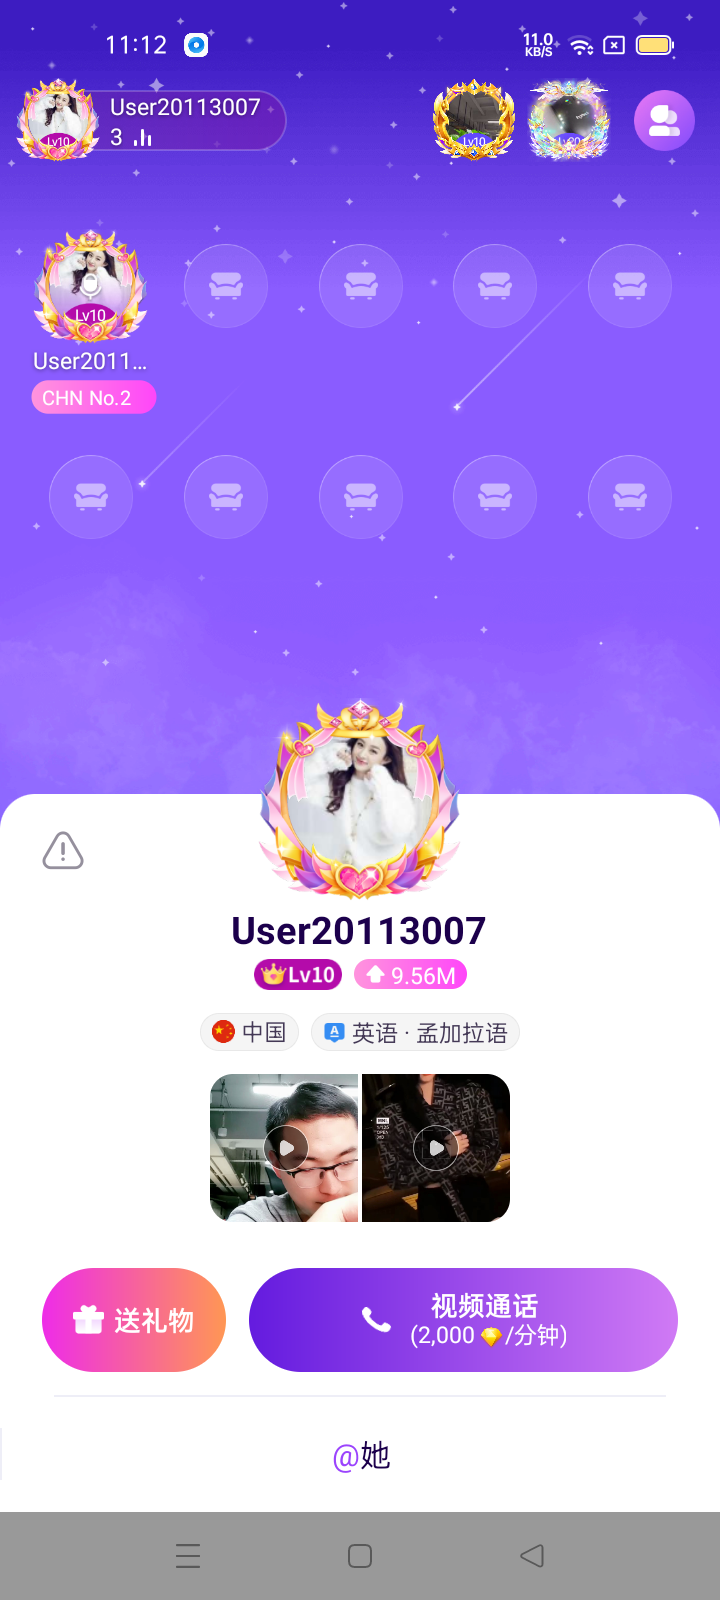 11:12
11.0
KB/S
User20113007
3
Lv10
Lv10
Lv20
Lv10
User2011...
CHN No.2
User20113007
Lv10
9.56M
中国
A 英语 · 孟加拉语
送礼物
视频通话
(2,000 /分钟)
@她